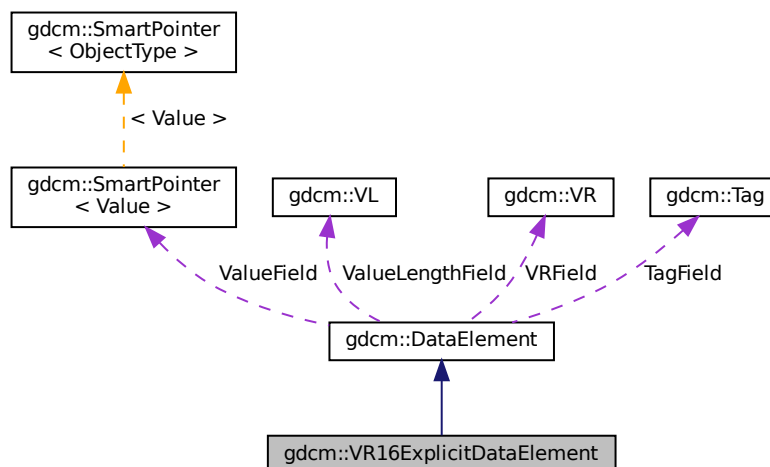 gdcm::SmartPointer
< ObjectType >
< Value >
gdcm::SmartPointer
< Value >
gdcm::VL
gdcm::VR
gdcm::Tag
ValueField
ValueLengthField
VRField
TagField
gdcm::DataElement
gdcm::VR16ExplicitDataElement